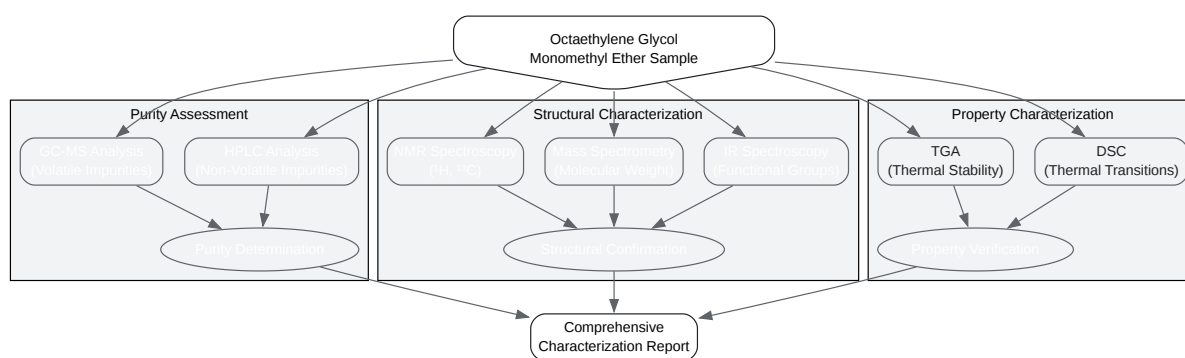 Octaethylene Glycol
Monomethyl Ether Sample
Purity Assessment
Structural Characterization
Property Characterization
GC-MS Analysis
(Volatile Impurities)
HPLC Analysis
(Non-Volatile Impurities)
NMR Spectroscopy
(¹H, ¹³C)
Mass Spectrometry
(Molecular Weight)
IR Spectroscopy
(Functional Groups)
TGA
(Thermal Stability)
DSC
(Thermal Transitions)
Purity Determination
Structural Confirmation
Property Verification
Comprehensive
Characterization Report